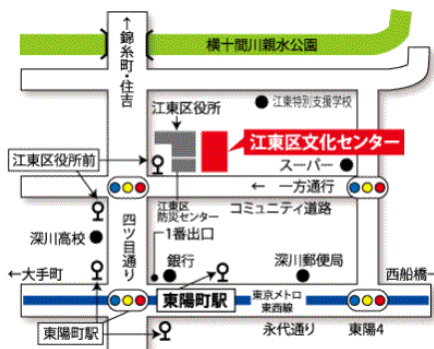 横十間川親水公園
↑錦糸町・住吉
江東区役所
江東特別支援学校
江東区文化センター
江東区役所前
スーパー
← 一方通行
江東区
防災センター
コミュニティ道路
四ツ目通り
1番出口
深川高校
←大手町
銀行
深川郵便局
西船橋→
東陽町駅
東京メトロ
東西線
東陽町駅
永代通り
東陽4